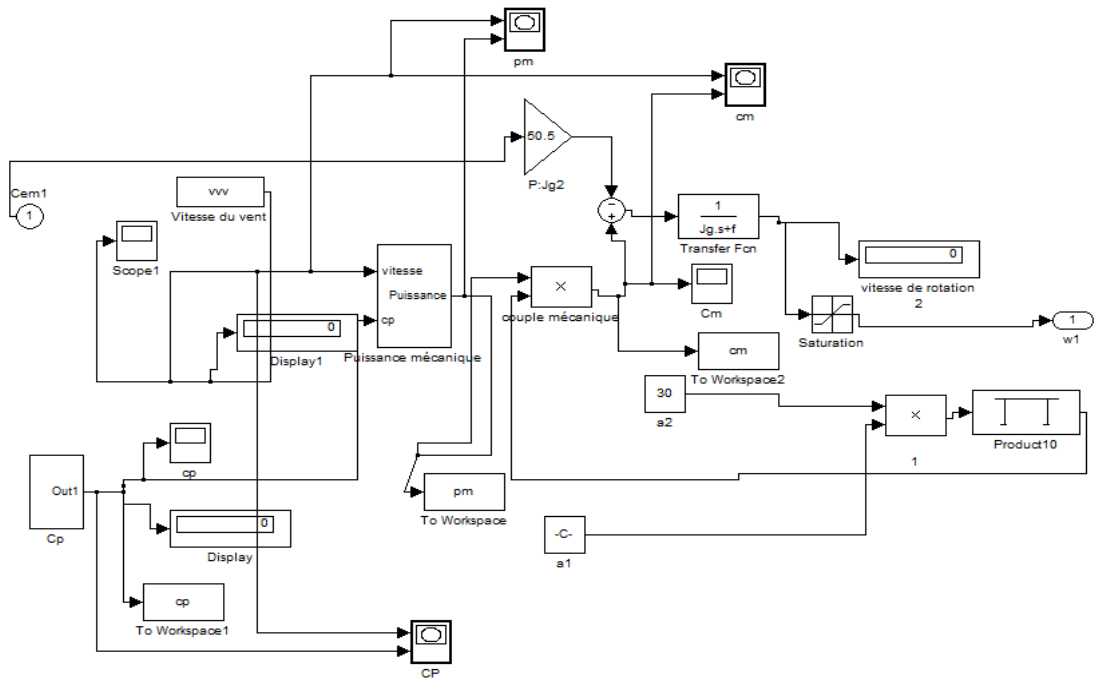 pm
cm
50.5
P:Jg2
Cem1
1
vvv
Vitesse du vent
Scope1
vitesse
Puissance
cp
Puissance mécanique
0
Display1
−
+
1
Jg.s+f
Transfer Fcn
0
vitesse de rotation
2
×
couple mécanique
Cm
Saturation
1
w1
cm
To Workspace2
30
a2
×
1
Product10
cp
Out1
Cp
pm
To Workspace
0
Display
-C-
a1
cp
To Workspace1
CP